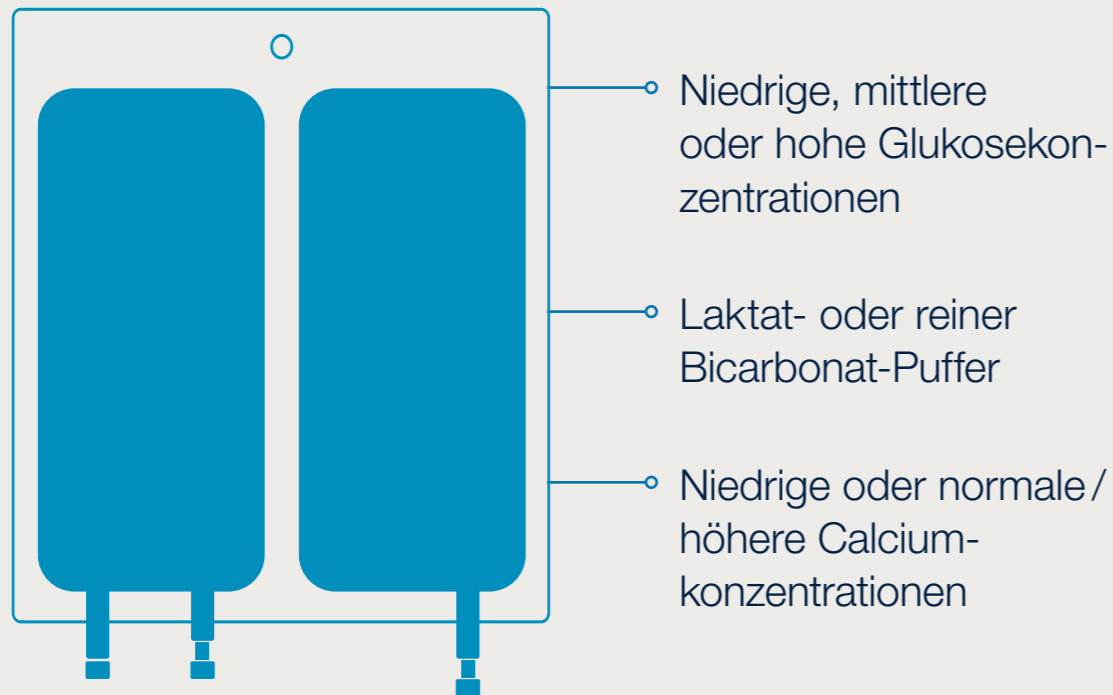 Niedrige, mittlere
oder hohe Glukosekon-
zentrationen
Laktat- oder reiner
Bicarbonat-Puffer
Niedrige oder normale /
höhere Calcium-
konzentrationen